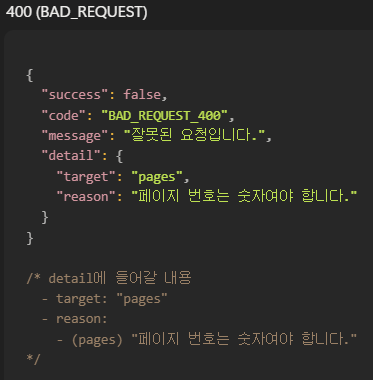 400 (BAD_REQUEST)
{
"success": false,
"code": "BAD_REQUEST_400",
"message": "잘못된 요청입니다.",
"detail": {
"target": "pages",
"reason": "페이지 번호는 숫자여야 합니다."
}
}
/* detail에 들어갈 내용
- target: "pages"
- reason:
- (pages) "페이지 번호는 숫자여야 합니다."
*/